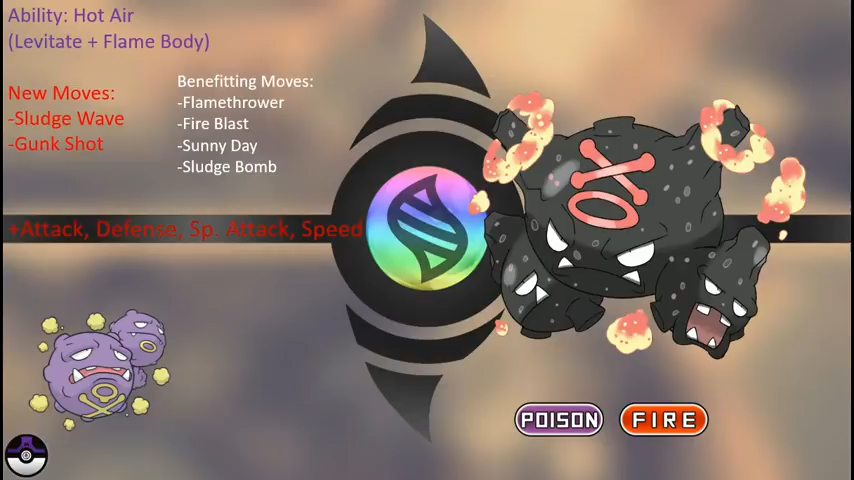 Ability: Hot Air
(Levitate + Flame Body)
New Moves:
-Sludge Wave
-Gunk Shot
Benefitting Moves:
-Flamethrower
-Fire Blast
-Sunny Day
-Sludge Bomb
+Attack, Defense, Sp. Attack, Speed
POISON
FIRE